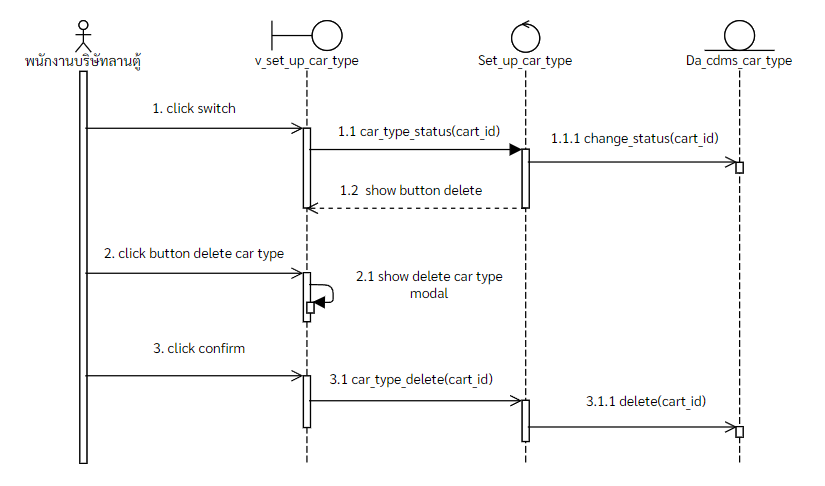 พนักงานบริษัทลานตู้
v_set_up_car_type
Set_up_car_type
Da_cdms_car_type
1. click switch
1.1 car_type_status(cart_id)
1.1.1 change_status(cart_id)
1.2 show button delete
2. click button delete car type
2.1 show delete car type
modal
3. click confirm
3.1 car_type_delete(cart_id)
3.1.1 delete(cart_id)